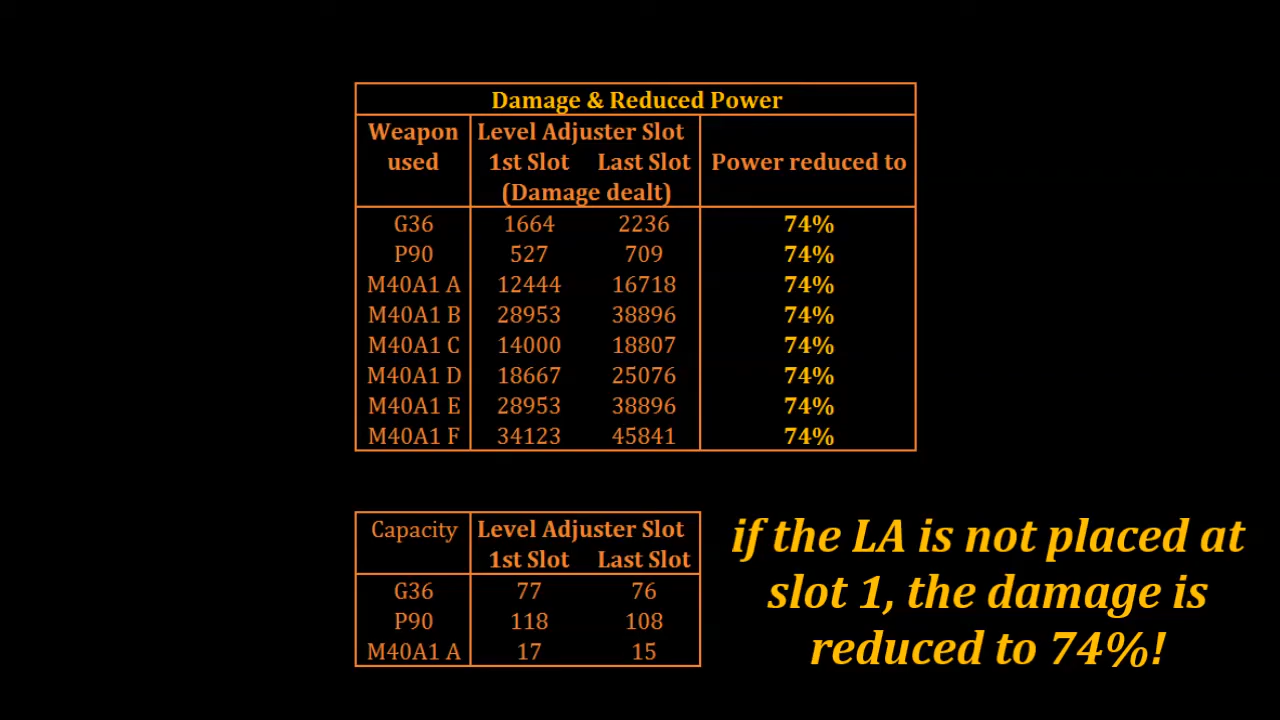 Damage & Reduced Power
Weapon used | Level Adjuster Slot | Power reduced to
1st Slot | Last Slot
(Damage dealt)
G36 | 1664 | 2236 | 74%
P90 | 527 | 709 | 74%
M40A1 A | 12444 | 16718 | 74%
M40A1 B | 28953 | 38896 | 74%
M40A1 C | 14000 | 18807 | 74%
M40A1 D | 18667 | 25076 | 74%
M40A1 E | 28953 | 38896 | 74%
M40A1 F | 34123 | 45841 | 74%
Capacity | Level Adjuster Slot
1st Slot | Last Slot
G36 | 77 | 76
P90 | 118 | 108
M40A1 A | 17 | 15
if the LA is not placed at
slot 1, the damage is
reduced to 74%!